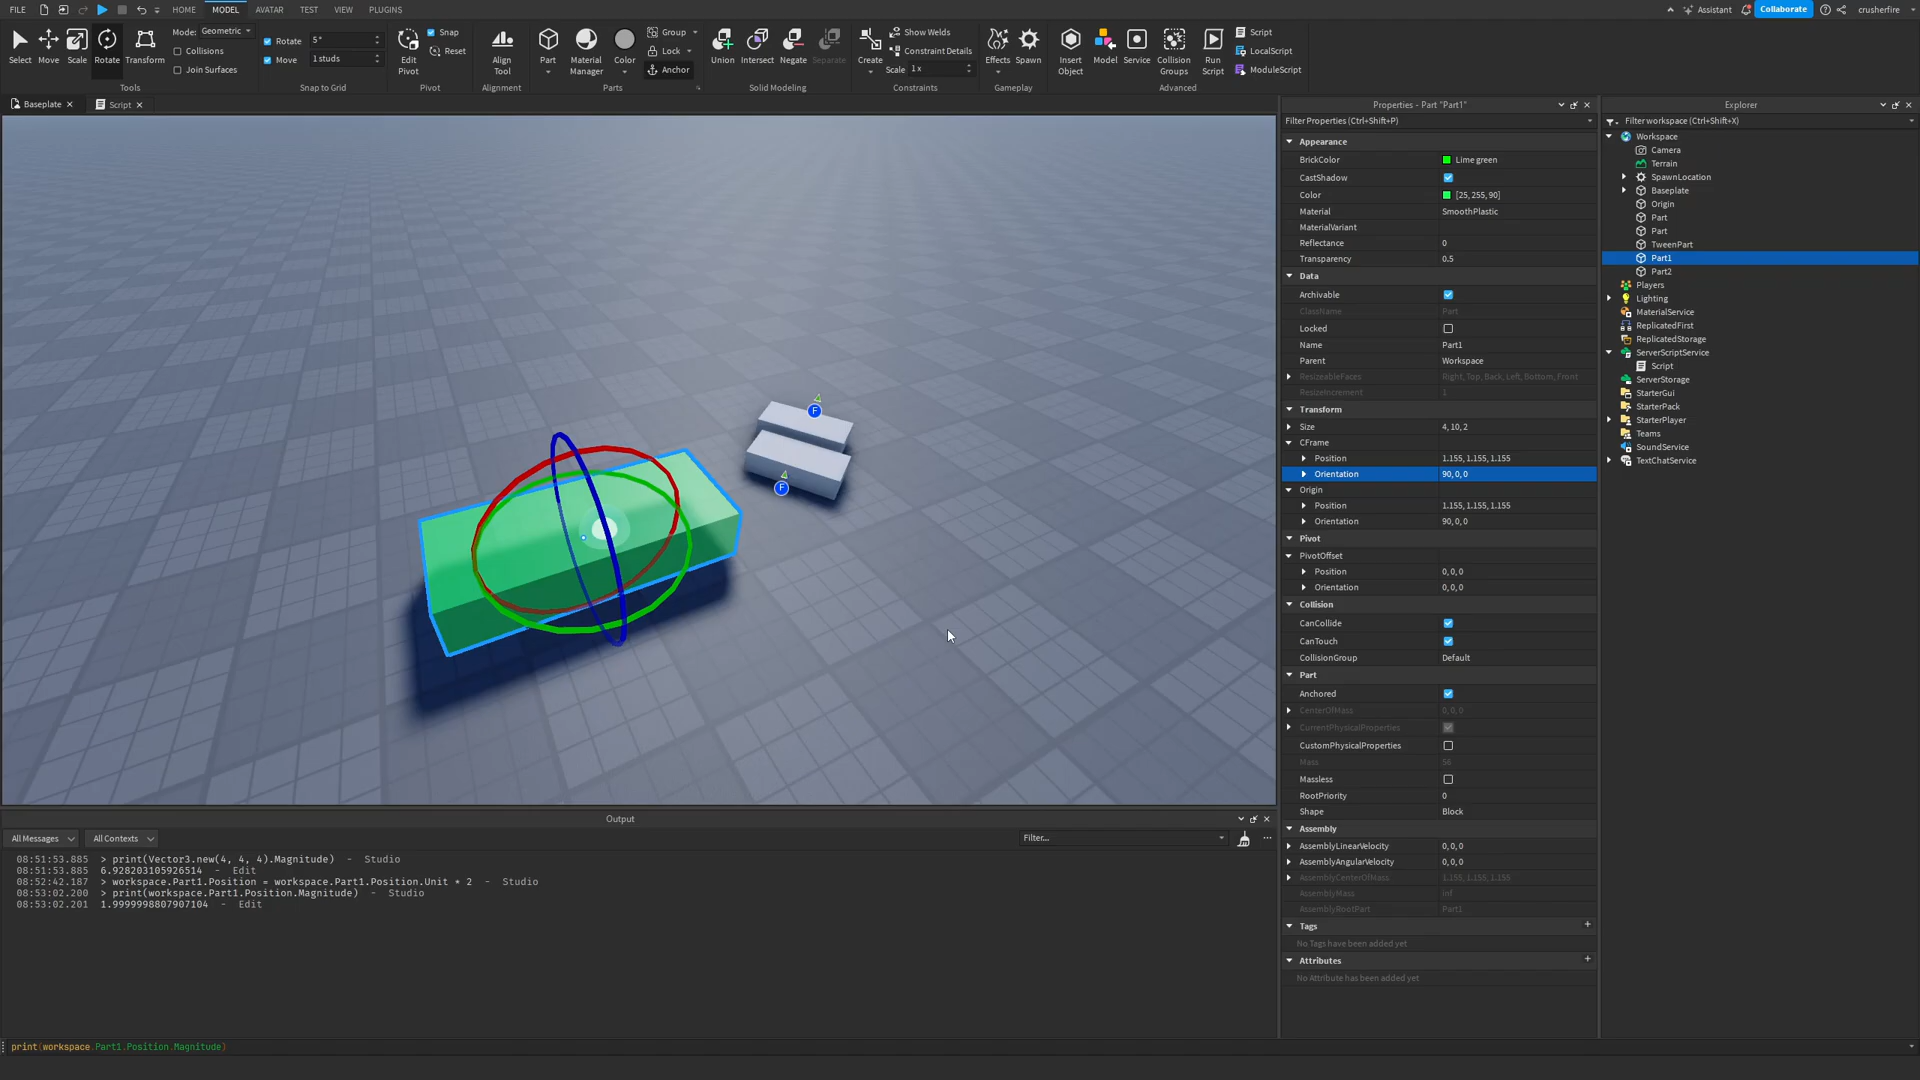 FILE HOME MODEL AVATAR TEST VIEW PLUGINS Assistant Collaborate crusherfire
Select Move Scale Rotate Transform
Mode: Geometric
Collisions
Join Surfaces
Tools
Rotate 5°
Move 1 studs
Snap to Grid
Edit Pivot
Snap
Reset
Pivot
Align Tool
Alignment
Part Material Manager Color
Group
Lock
Anchor
Parts
Union Intersect Negate Separate
Solid Modeling
Create
Show Welds
Constraint Details
Scale 1 x
Constraints
Effects Spawn
Gameplay
Insert Object Model Service Collision Groups Run Script
Script
LocalScript
ModuleScript
Advanced
Baseplate Script
F
F
Properties - Part "Part1"
Filter Properties (Ctrl+Shift+P)
Appearance
BrickColor Lime green
CastShadow
Color [25, 255, 90]
Material SmoothPlastic
MaterialVariant
Reflectance 0
Transparency 0.5
Data
Archivable
ClassName Part
Locked
Name Part1
Parent Workspace
ResizeableFaces Right, Top, Back, Left, Bottom, Front
ResizeIncrement 1
Transform
Size 4, 10, 2
CFrame
Position 1.155, 1.155, 1.155
Orientation 90, 0, 0
Origin
Position 1.155, 1.155, 1.155
Orientation 90, 0, 0
Pivot
PivotOffset
Position 0, 0, 0
Orientation 0, 0, 0
Collision
CanCollide
CanTouch
CollisionGroup Default
Part
Anchored
CenterOfMass 0, 0, 0
CurrentPhysicalProperties
CustomPhysicalProperties
Mass 56
Massless
RootPriority 0
Shape Block
Assembly
AssemblyLinearVelocity 0, 0, 0
AssemblyAngularVelocity 0, 0, 0
AssemblyCenterOfMass 1.155, 1.155, 1.155
AssemblyMass inf
AssemblyRootPart Part1
Tags
No Tags have been added yet
Attributes
No Attribute has been added yet
Explorer
Filter workspace (Ctrl+Shift+X)
Workspace
Camera
Terrain
SpawnLocation
Baseplate
Origin
Part
Part
TweenPart
Part1
Part2
Players
Lighting
MaterialService
ReplicatedFirst
ReplicatedStorage
ServerScriptService
Script
ServerStorage
StarterGui
StarterPack
StarterPlayer
Teams
SoundService
TextChatService
Output
All Messages All Contexts Filter...
08:51:53.885 > print(Vector3.new(4, 4, 4).Magnitude) - Studio
08:51:53.885 6.928203105926514 - Edit
08:52:42.187 > workspace.Part1.Position = workspace.Part1.Position.Unit * 2 - Studio
08:53:02.200 > print(workspace.Part1.Position.Magnitude) - Studio
08:53:02.201 1.9999998807907104 - Edit
print(workspace.Part1.Position.Magnitude)